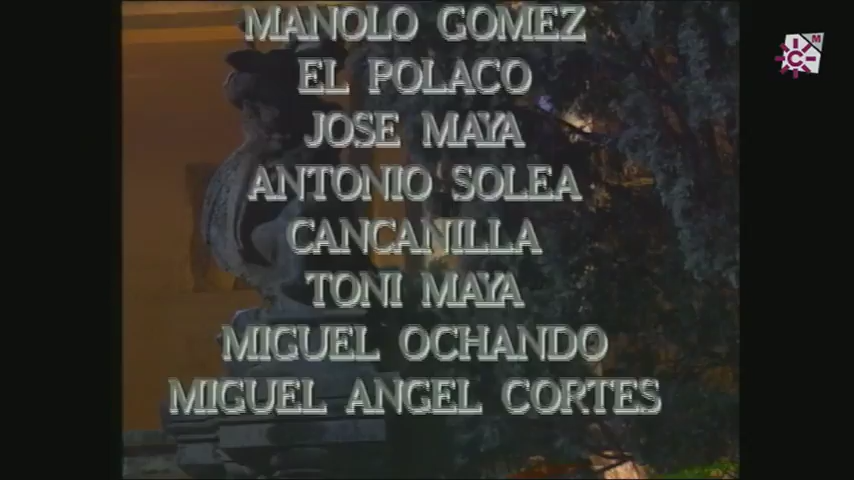 MANOLO GOMEZ
EL POLACO
JOSE MAYA
ANTONIO SOLEA
CANCANILLA
TONI MAYA
MIGUEL OCHANDO
MIGUEL ANGEL CORTES
C M